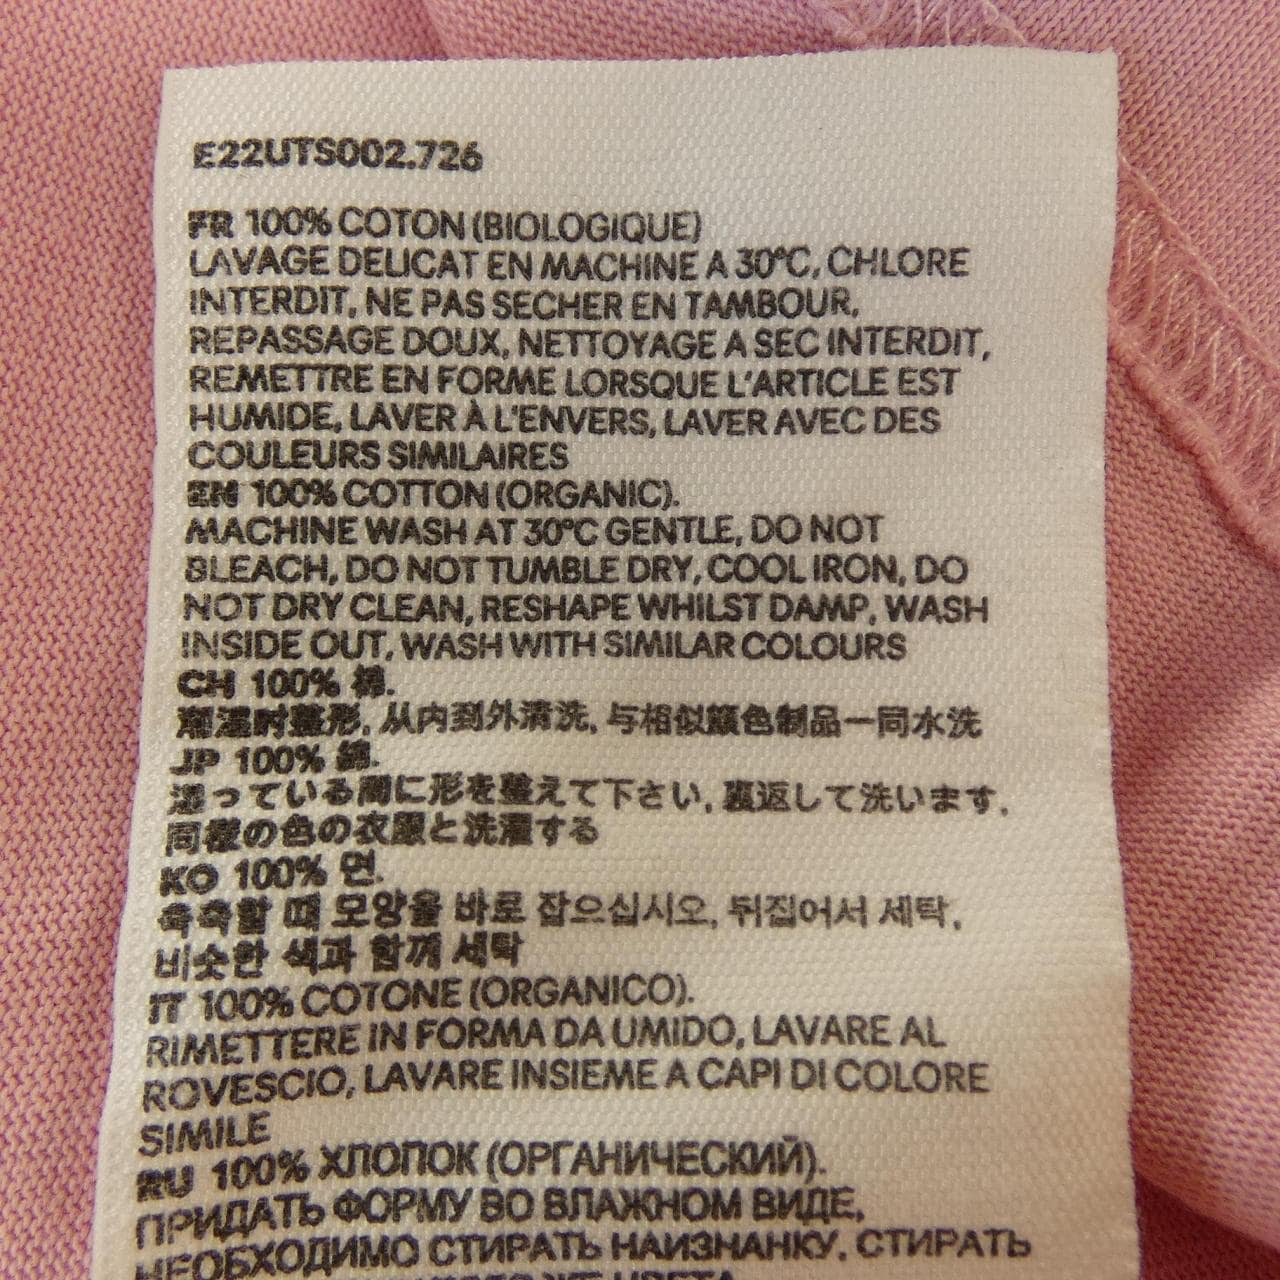 E22UTS002.726
FR 100% COTON (BIOLOGIQUE)
LAVAGE DELICAT EN MACHINE A 30°C, CHLORE
INTERDIT, NE PAS SECHER EN TAMBOUR,
REPASSAGE DOUX, NETTOYAGE A SEC INTERDIT,
REMETTRE EN FORME LORSQUE L'ARTICLE EST
HUMIDE, LAVER À L'ENVERS, LAVER AVEC DES
COULEURS SIMILAIRES
EN 100% COTTON (ORGANIC).
MACHINE WASH AT 30°C GENTLE, DO NOT
BLEACH, DO NOT TUMBLE DRY, COOL IRON, DO
NOT DRY CLEAN, RESHAPE WHILST DAMP, WASH
INSIDE OUT, WASH WITH SIMILAR COLOURS
CH 100% 棉.
潮湿时整形, 从内到外清洗, 与相似颜色制品一同水洗
JP 100% 綿.
湿っている間に形を整えて下さい, 裏返して洗います.
同様の色の衣服と洗濯する
KO 100% 면.
축축할 때 모양을 바로 잡으십시오, 뒤집어서 세탁,
비슷한 색과 함께 세탁
IT 100% COTONE (ORGANICO).
RIMETTERE IN FORMA DA UMIDO, LAVARE AL
ROVESCIO, LAVARE INSIEME A CAPI DI COLORE
SIMILE
RU 100% ХЛОПОК (ОРГАНИЧЕСКИЙ).
ПРИДАТЬ ФОРМУ ВО ВЛАЖНОМ ВИДЕ,
НЕОБХОДИМО СТИРАТЬ НАИЗНАНКУ, СТИРАТЬ
ЖЕ ЦВЕТА